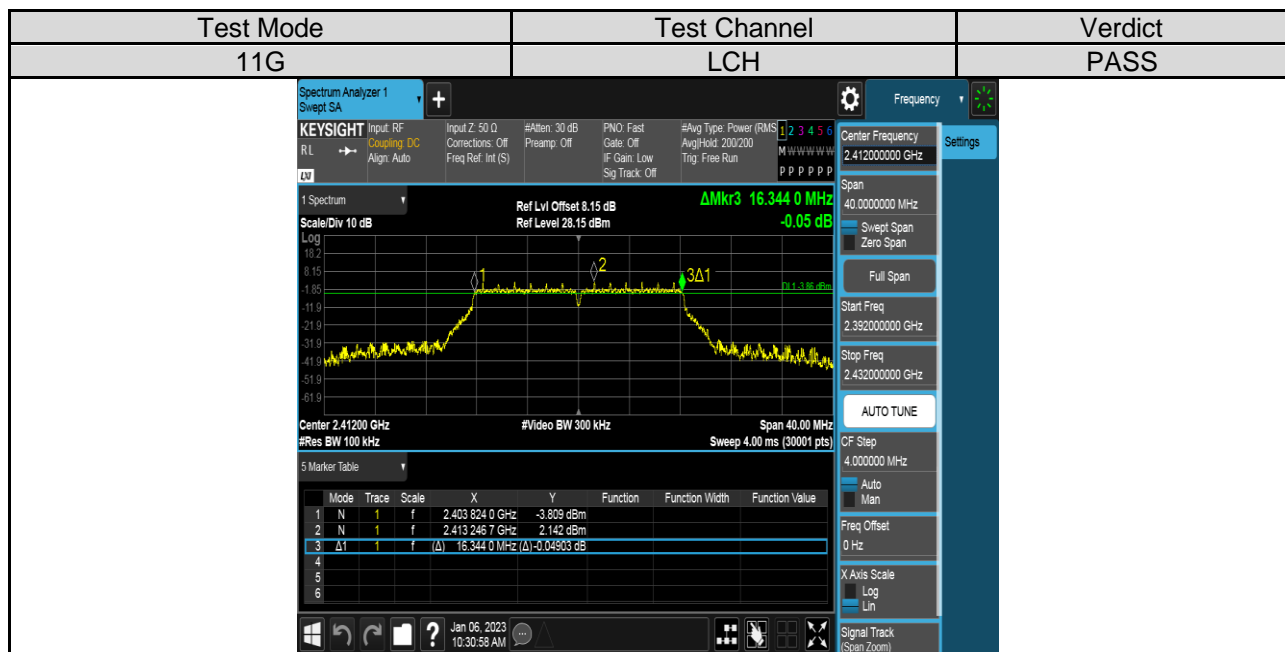 Test Mode Test Channel Verdict
11G LCH PASS
Spectrum Analyzer 1
Swept SA
+
Frequency
KEYSIGHT Input: RF Input Z: 50 Ω #Atten: 30 dB PNO: Fast #Avg Type: Power (RMS 1 2 3 4 5 6
RL Coupling: DC Corrections: Off Preamp: Off Gate: Off Avg|Hold: 200/200 M W W W W W
Align: Auto Freq Ref: Int (S) IF Gain: Low Trig: Free Run
LXI Sig Track: Off P P P P P P
Center Frequency
2.412000000 GHz
Settings
Span
40.0000000 MHz
Swept Span
Zero Span
Full Span
Start Freq
2.392000000 GHz
Stop Freq
2.432000000 GHz
AUTO TUNE
CF Step
4.000000 MHz
Auto
Man
Freq Offset
0 Hz
X Axis Scale
Log
Lin
Signal Track
(Span Zoom)
1 Spectrum
Ref Lvl Offset 8.15 dB ΔMkr3 16.344 0 MHz
Scale/Div 10 dB Ref Level 28.15 dBm -0.05 dB
Log
18.2
8.15
-1.85
-11.9
-21.9
-31.9
-41.9
-51.9
-61.9
1 2 3Δ1
DL1 -3.86 dBm
Center 2.41200 GHz #Video BW 300 kHz Span 40.00 MHz
#Res BW 100 kHz Sweep 4.00 ms (30001 pts)
5 Marker Table
Mode Trace Scale X Y Function Function Width Function Value
1 N 1 f 2.403 824 0 GHz -3.809 dBm
2 N 1 f 2.413 246 7 GHz 2.142 dBm
3 Δ1 1 f (Δ) 16.344 0 MHz (Δ) -0.04903 dB
4
5
6
? Jan 06, 2023
10:30:58 AM